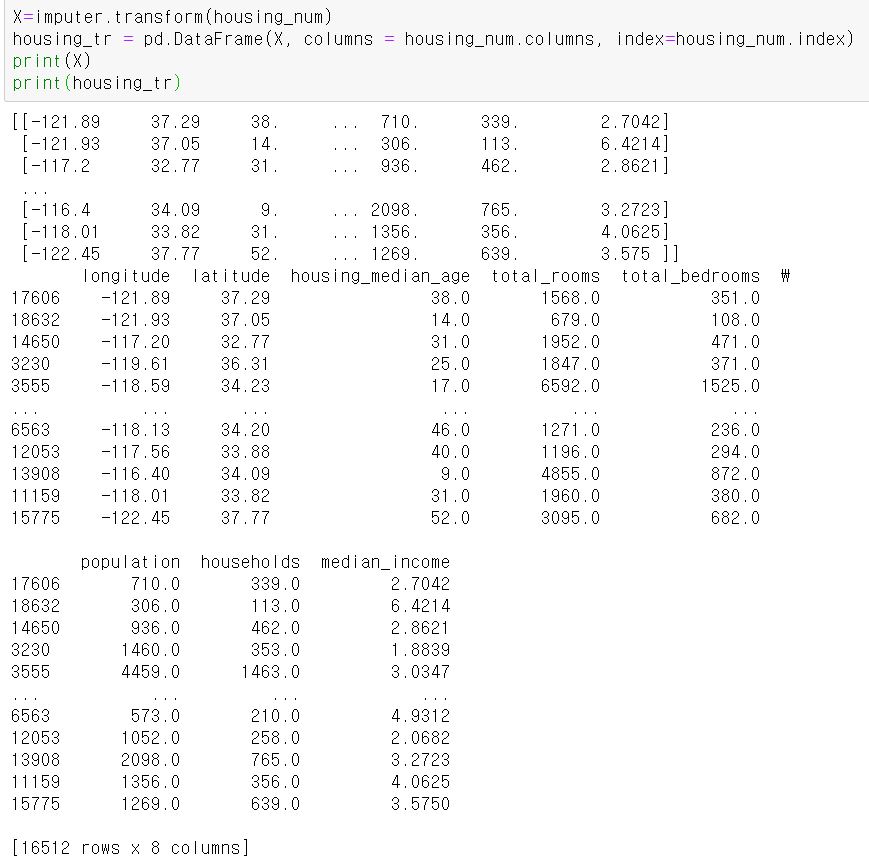 X=imputer.transform(housing_num)
housing_tr = pd.DataFrame(X, columns = housing_num.columns, index=housing_num.index)
print(X)
print(housing_tr)
[[-121.89     37.29     38.     ...  710.     339.     2.7042]
 [-121.93     37.05     14.     ...  306.     113.     6.4214]
 [-117.2      32.77     31.     ...  936.     462.     2.8621]
 ...
 [-116.4      34.09      9.     ... 2098.     765.     3.2723]
 [-118.01     33.82     31.     ... 1356.     356.     4.0625]
 [-122.45     37.77     52.     ... 1269.     639.     3.575 ]]
       longitude  latitude  housing_median_age  total_rooms  total_bedrooms  ₩
17606    -121.89     37.29                38.0       1568.0           351.0
18632    -121.93     37.05                14.0        679.0           108.0
14650    -117.20     32.77                31.0       1952.0           471.0
3230     -119.61     36.31                25.0       1847.0           371.0
3555     -118.59     34.23                17.0       6592.0          1525.0
...          ...       ...                 ...          ...             ...
6563     -118.13     34.20                46.0       1271.0           236.0
12053    -117.56     33.88                40.0       1196.0           294.0
13908    -116.40     34.09                 9.0       4855.0           872.0
11159    -118.01     33.82                31.0       1960.0           380.0
15775    -122.45     37.77                52.0       3095.0           682.0
       population  households  median_income
17606       710.0       339.0         2.7042
18632       306.0       113.0         6.4214
14650       936.0       462.0         2.8621
3230       1460.0       353.0         1.8839
3555       4459.0      1463.0         3.0347
...           ...         ...            ...
6563        573.0       210.0         4.9312
12053      1052.0       258.0         2.0682
13908      2098.0       765.0         3.2723
11159      1356.0       356.0         4.0625
15775      1269.0       639.0         3.5750
[16512 rows x 8 columns]